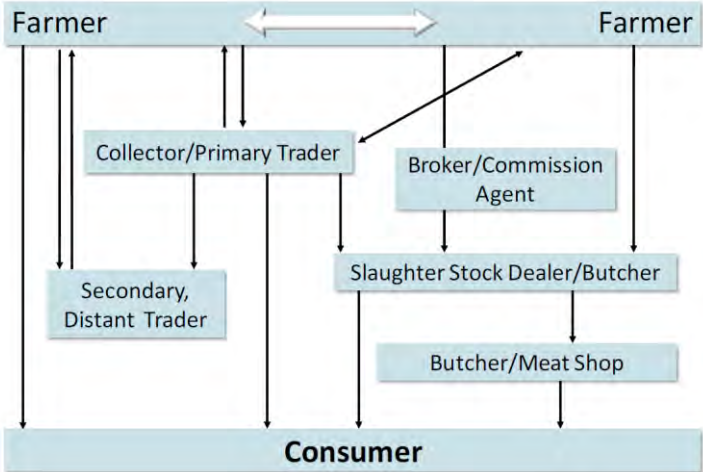 Farmer
Farmer
Collector/Primary Trader
Broker/Commission
Agent
Secondary,
Distant Trader
Slaughter Stock Dealer/Butcher
Butcher/Meat Shop
Consumer